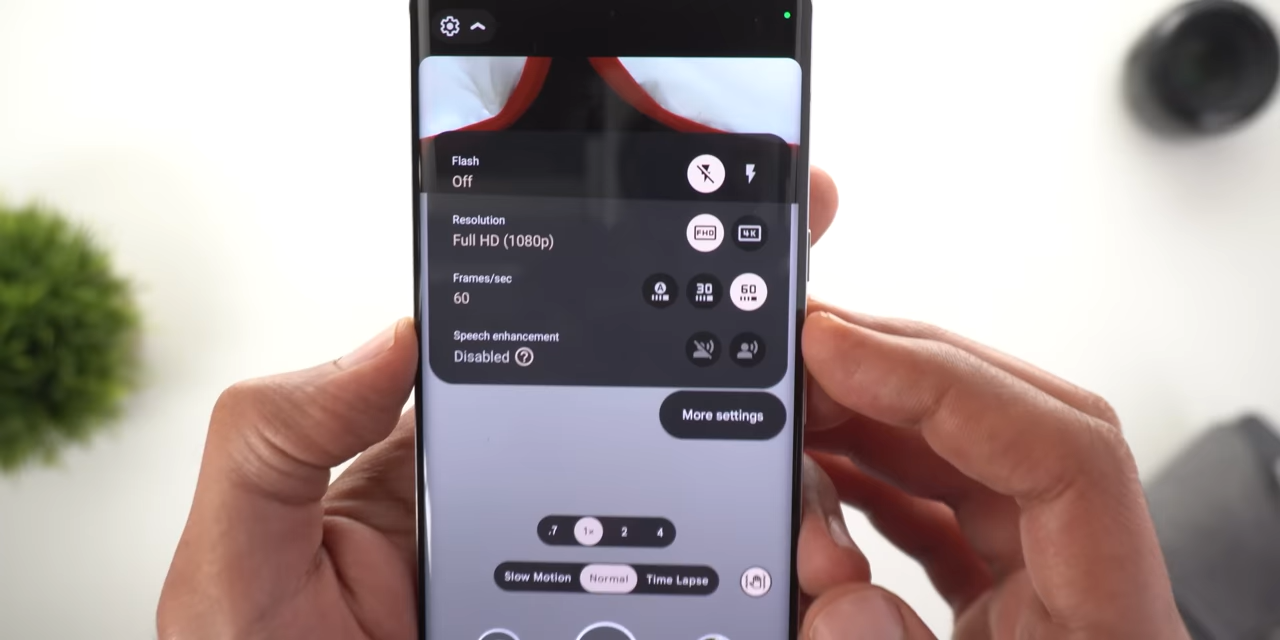 Flash
Off
Resolution
Full HD (1080p)
FHD
4K
Frames/sec
60
A
30
60
Speech enhancement
Disabled ?
More settings
.7 1× 2 4
Slow Motion Normal Time Lapse